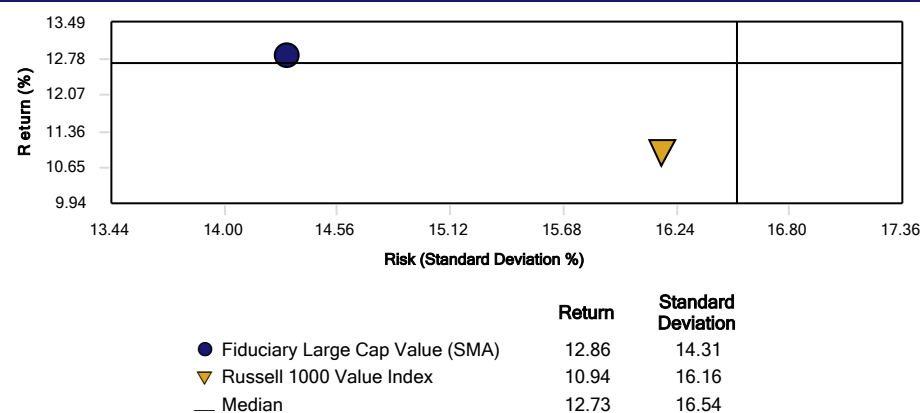 13.49
12.78
12.07
11.36
10.65
9.94
Return (%)
13.44 14.00 14.56 15.12 15.68 16.24 16.80 17.36
Risk (Standard Deviation %)
Return Standard Deviation
Fiduciary Large Cap Value (SMA) 12.86 14.31
Russell 1000 Value Index 10.94 16.16
Median 12.73 16.54